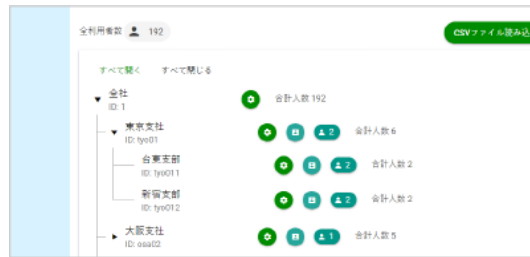 全利用者数 192
CSVファイル読み込
すべて開く すべて閉じる
全社 合計人数 192
ID: 1
東京支社 2 合計人数 6
ID: tyo01
台東支部 2 合計人数 2
ID: tyo011
新宿支部 2 合計人数 2
ID: tyo012
大阪支社 1 合計人数 5
ID: osa02